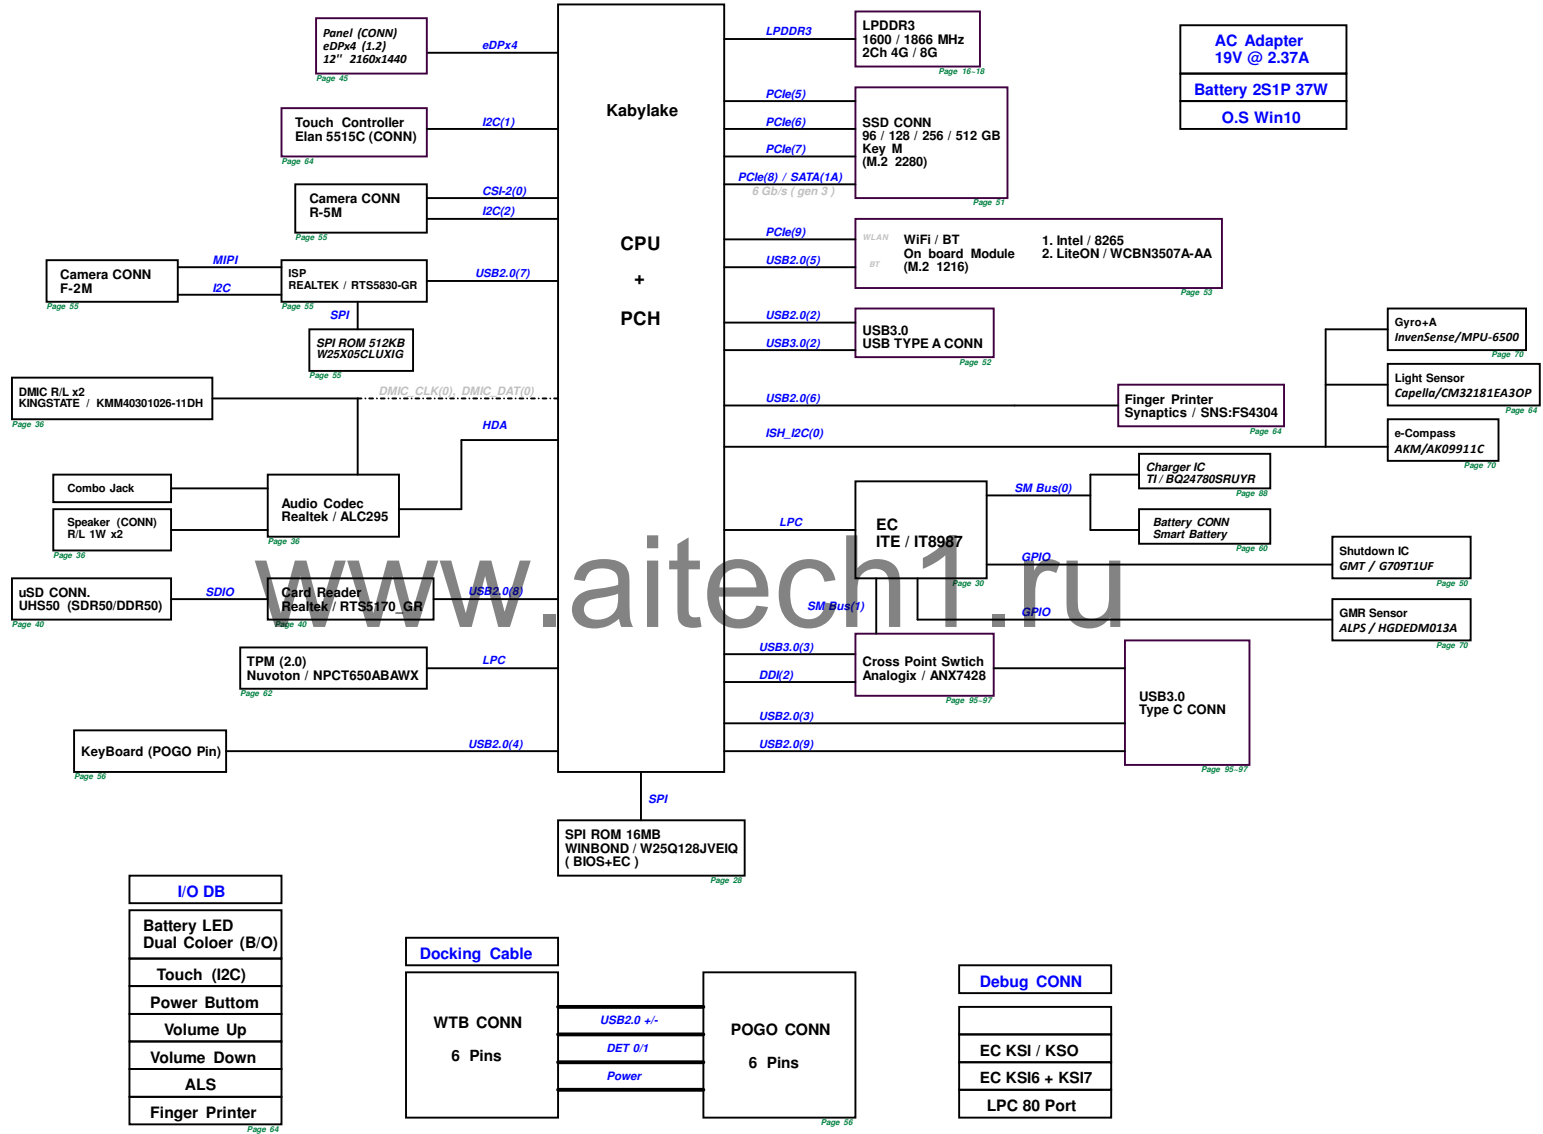 Panel (CONN)
eDPx4 (1.2)
12" 2160x1440
Page 45
eDPx4
Touch Controller
Elan 5515C (CONN)
Page 64
I2C(1)
Camera CONN
R-5M
Page 55
CSI-2(0)
I2C(2)
Camera CONN
F-2M
Page 55
MIPI
I2C
ISP
REALTEK / RTS5830-GR
Page 55
USB2.0(7)
SPI
SPI ROM 512KB
W25X05CLUXIG
Page 55
DMIC R/L x2
KINGSTATE / KMM40301026-11DH
Page 36
DMIC_CLK(0), DMIC_DAT(0)
HDA
Combo Jack
Speaker (CONN)
R/L 1W x2
Page 36
Audio Codec
Realtek / ALC295
Page 36
uSD CONN.
UHS50 (SDR50/DDR50)
Page 40
SDIO
Card Reader
Realtek / RTS5170_GR
Page 40
USB2.0(8)
TPM (2.0)
Nuvoton / NPCT650ABAWX
Page 62
LPC
KeyBoard (POGO Pin)
Page 56
USB2.0(4)
Kabylake
CPU
+
PCH
SPI
SPI ROM 16MB
WINBOND / W25Q128JVEIQ
( BIOS+EC )
Page 28
LPDDR3
LPDDR3
1600 / 1866 MHz
2Ch 4G / 8G
Page 16~18
PCIe(5)
PCIe(6)
PCIe(7)
PCIe(8) / SATA(1A)
6 Gb/s ( gen 3 )
SSD CONN
96 / 128 / 256 / 512 GB
Key M
(M.2 2280)
Page 51
PCIe(9)
USB2.0(5)
WLAN
BT
WiFi / BT
On board Module
(M.2 1216)
1. Intel / 8265
2. LiteON / WCBN3507A-AA
Page 53
USB2.0(2)
USB3.0(2)
USB3.0
USB TYPE A CONN
Page 52
USB2.0(6)
Finger Printer
Synaptics / SNS:FS4304
Page 64
ISH_I2C(0)
Gyro+A
InvenSense/MPU-6500
Page 70
Light Sensor
Capella/CM32181EA3OP
Page 64
e-Compass
AKM/AK09911C
Page 70
LPC
EC
ITE / IT8987
Page 30
SM Bus(0)
Charger IC
TI / BQ24780SRUYR
Page 88
Battery CONN
Smart Battery
Page 60
GPIO
Shutdown IC
GMT / G709T1UF
Page 50
GPIO
GMR Sensor
ALPS / HGDEDM013A
Page 70
SM Bus(1)
USB3.0(3)
DDI(2)
Cross Point Swtich
Analogix / ANX7428
Page 95~97
USB2.0(3)
USB2.0(9)
USB3.0
Type C CONN
Page 95~97
AC Adapter
19V @ 2.37A
Battery 2S1P 37W
O.S Win10
www.aitech1.ru
I/O DB
Battery LED
Dual Coloer (B/O)
Touch (I2C)
Power Buttom
Volume Up
Volume Down
ALS
Finger Printer
Page 64
Docking Cable
WTB CONN
6 Pins
USB2.0 +/-
DET 0/1
Power
POGO CONN
6 Pins
Page 56
Debug CONN
EC KSI / KSO
EC KSI6 + KSI7
LPC 80 Port